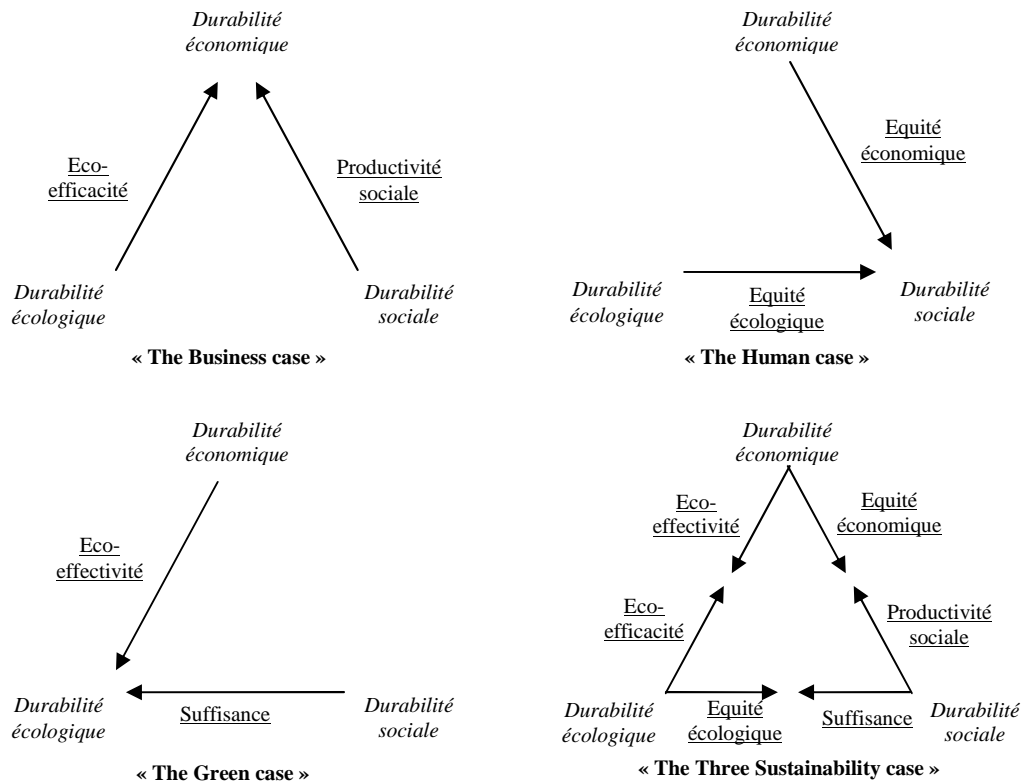 Durabilité
économique
Eco-
efficacité
Productivité
sociale
Durabilité
écologique
Durabilité
sociale
« The Business case »
Durabilité
économique
Equité
économique
Durabilité
écologique
Equité
écologique
Durabilité
sociale
« The Human case »
Durabilité
économique
Eco-
effectivité
Durabilité
écologique
Suffisance
Durabilité
sociale
« The Green case »
Durabilité
économique
Eco-
effectivité
Equité
économique
Eco-
efficacité
Productivité
sociale
Durabilité
écologique
Equité
écologique
Suffisance
Durabilité
sociale
« The Three Sustainability case »